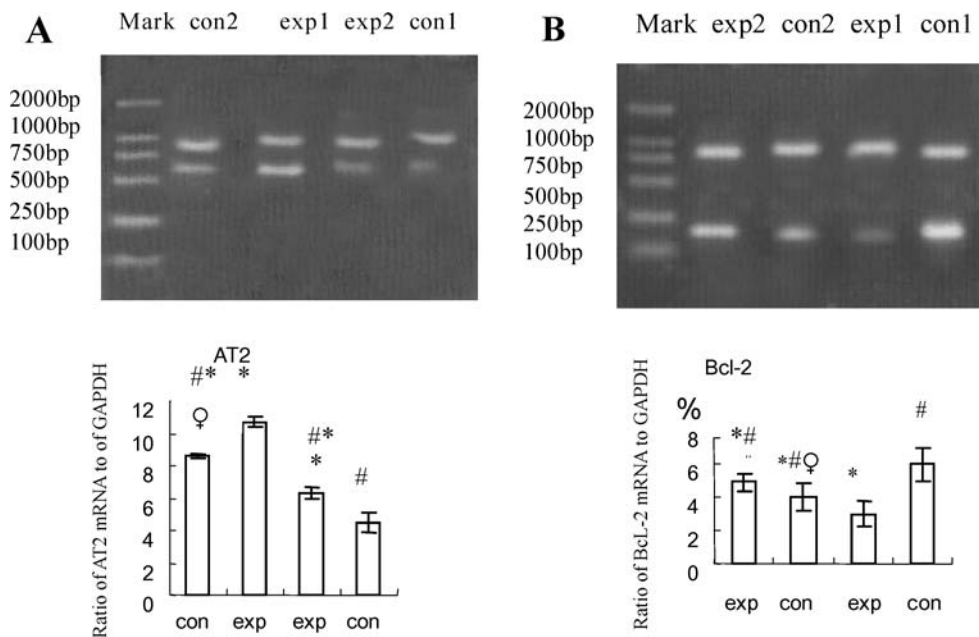 A
Mark con2 exp1 exp2 con1
2000bp
1000bp
750bp
500bp
250bp
100bp
AT2
#* *
♀
#*
*
#
Ratio of AT2 mRNA to of GAPDH
12
10
8
6
4
2
0
con exp exp con
B
Mark exp2 con2 exp1 con1
2000bp
1000bp
750bp
500bp
250bp
100bp
Bcl-2
%
*#
*#♀
*
#
Ratio of BcL-2 mRNA to GAPDH
8
6
4
2
0
exp con exp con